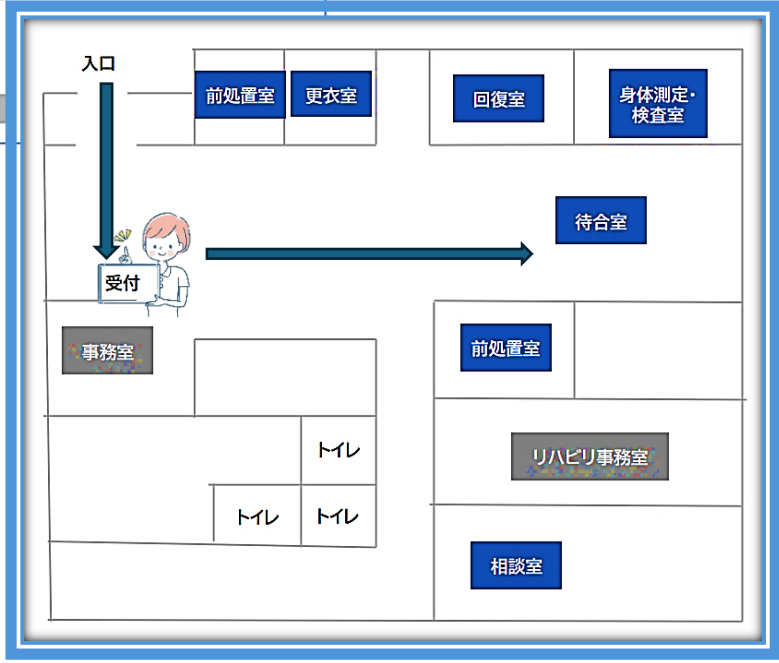 入口
前処置室
更衣室
回復室
身体測定・
検査室
待合室
受付
事務室
前処置室
トイレ
リハビリ事務室
トイレ
トイレ
相談室